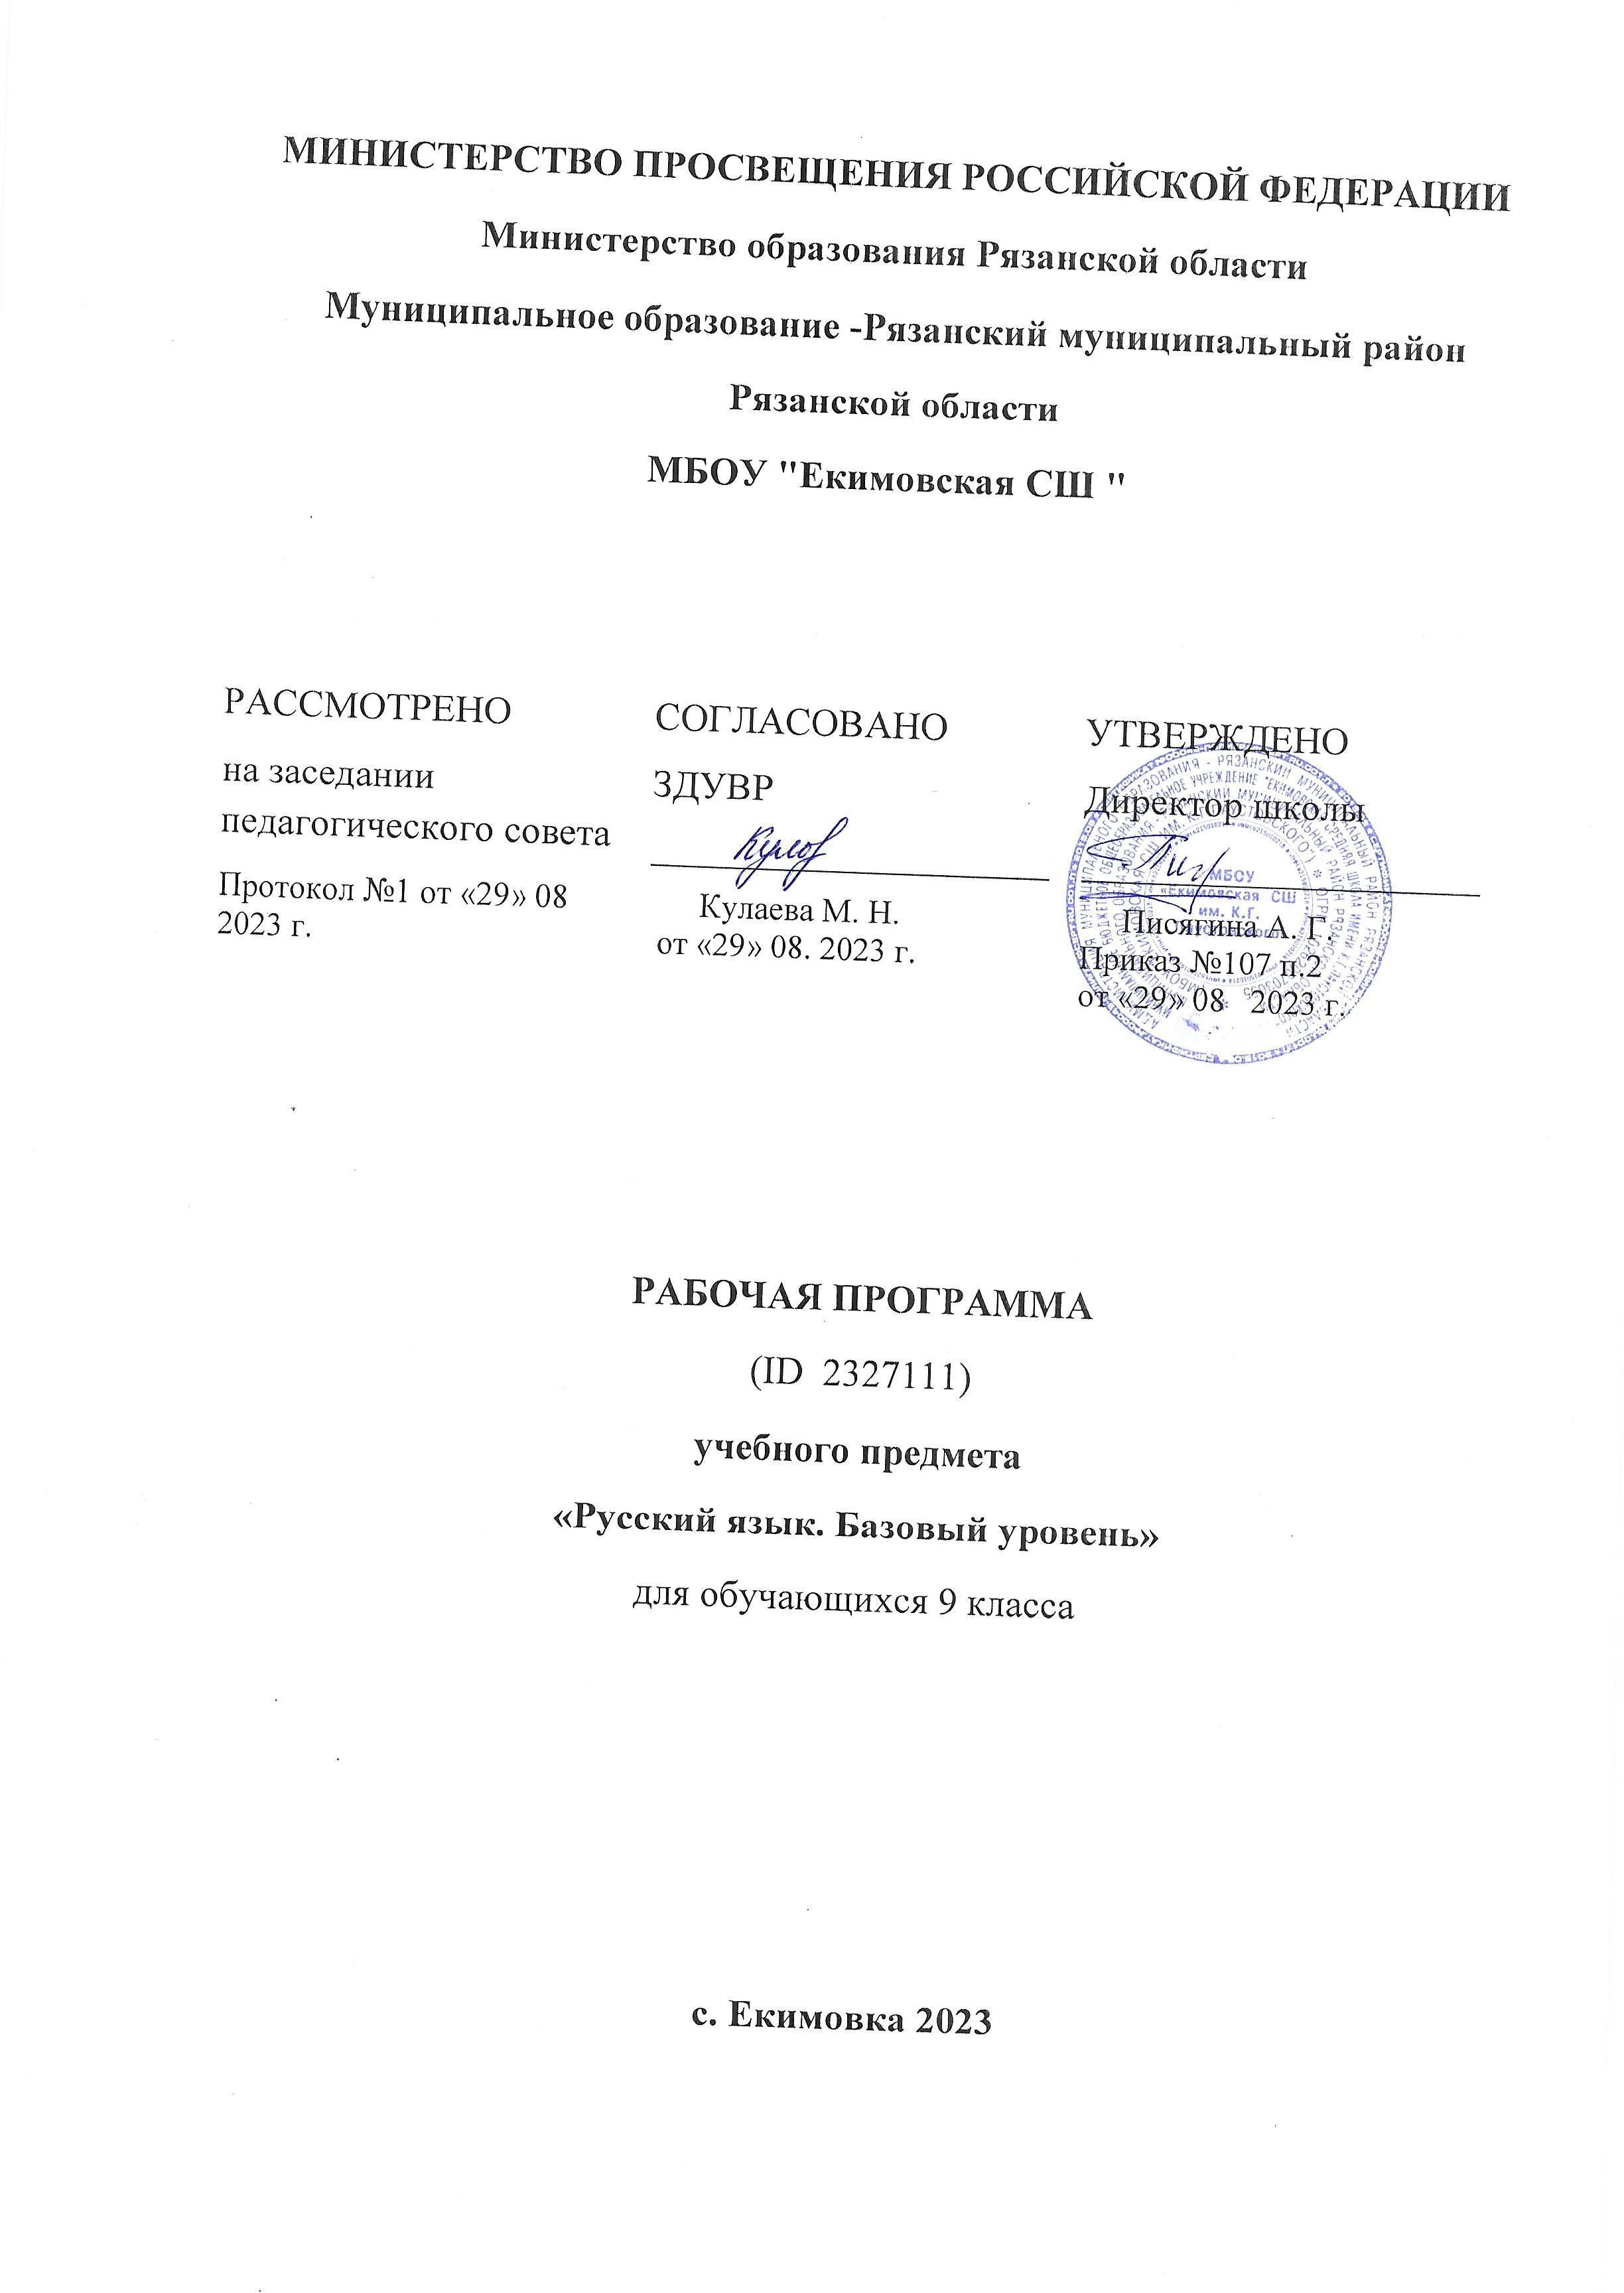 МИНИСТЕРСТВО ПРОСВЕЩЕНИЯ РОССИЙСКОЙ ФЕДЕРАЦИИ
Министерство образования Рязанской области
Муниципальное образование -Рязанский муниципальный район
Рязанской области
МБОУ "Екимовская СШ "
РАССМОТРЕНО
на заседании
педагогического совета
Протокол №1 от «29» 08
2023 г.
СОГЛАСОВАНО
ЗДУВР
Кулаева М. Н.
от «29» 08. 2023 г.
УТВЕРЖДЕНО
Директор школы
МБОУ
«Екимовская СШ
им. К.Г.
Писягина А. Г.
Приказ №107 п.2
от «29» 08 2023 г.
РАБОЧАЯ ПРОГРАММА
(ID 2327111)
учебного предмета
«Русский язык. Базовый уровень»
для обучающихся 9 класса
с. Екимовка 2023